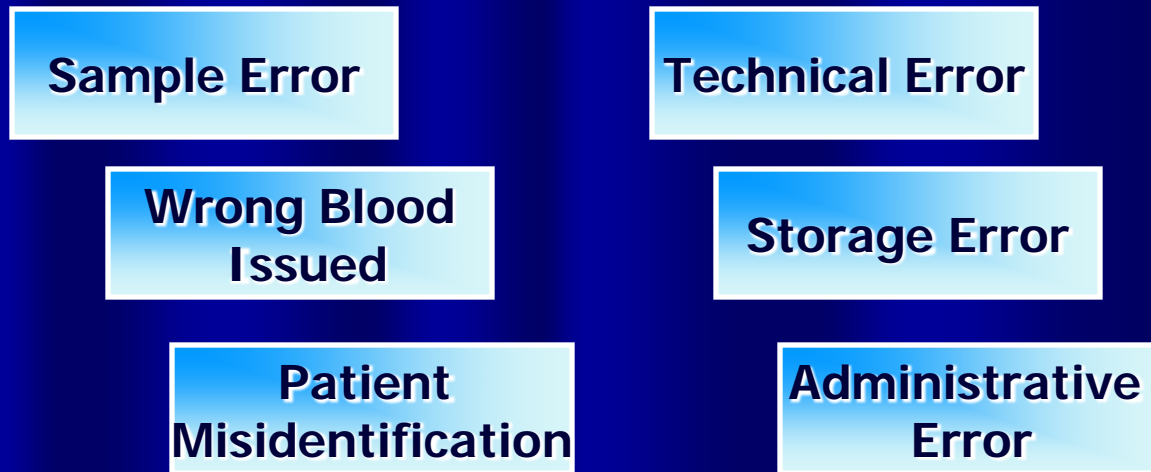 Sample Error
Technical Error
Wrong Blood
Issued
Storage Error
Patient
Misidentification
Administrative
Error